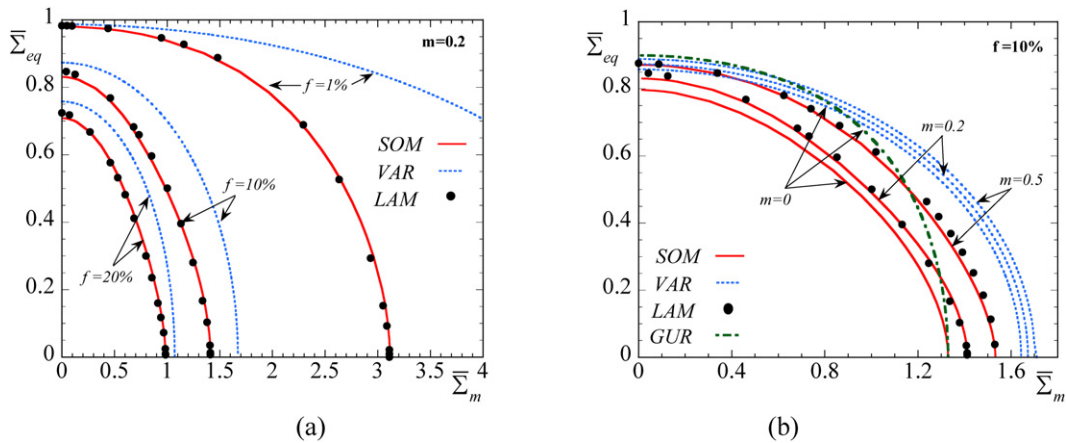 1
0.8
0.6
0.4
0.2
0
Σ̅eq
m=0.2
f=1%
f=10%
f=20%
SOM
VAR
LAM
0 0.5 1 1.5 2 2.5 3 3.5 4
Σ̅m
(a)
1
0.8
0.6
0.4
0.2
0
Σ̅eq
f=10%
m=0.2
m=0.5
m=0
SOM
VAR
LAM
GUR
0 0.4 0.8 1.2 1.6
Σ̅m
(b)